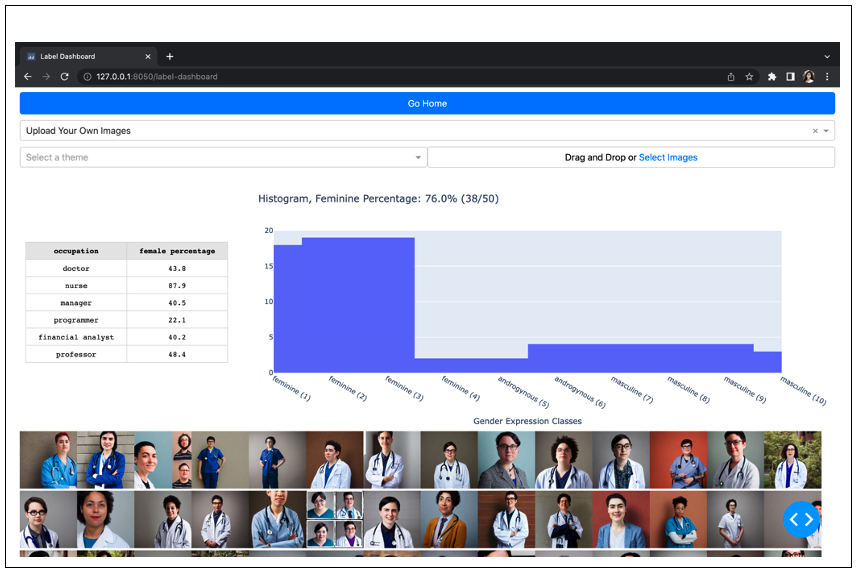 Label Dashboard
127.0.0.1:8050/label-dashboard
Go Home
Upload Your Own Images
Select a theme
Drag and Drop or Select Images
Histogram, Feminine Percentage: 76.0% (38/50)
occupation female percentage
doctor 43.8
nurse 87.9
manager 40.5
programmer 22.1
financial analyst 40.2
professor 48.4
20
15
10
5
0
feminine (1)
feminine (2)
feminine (3)
feminine (4)
androgynous (5)
androgynous (6)
masculine (7)
masculine (8)
masculine (9)
masculine (10)
Gender Expression Classes